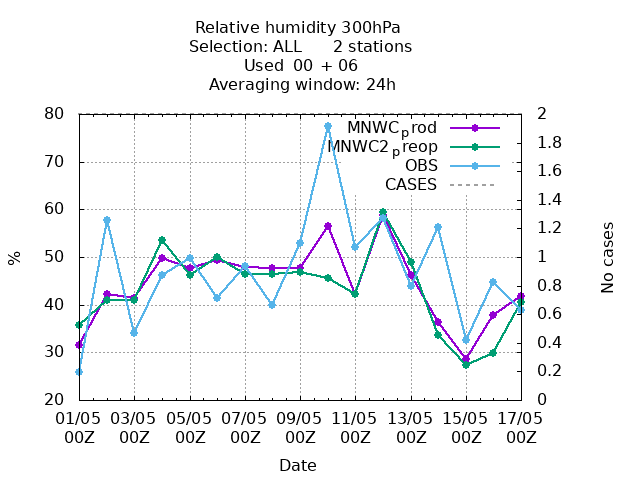 Relative humidity 300hPa
Selection: ALL 2 stations
Used 00 + 06
Averaging window: 24h
80 2
MNWCprod
1.8
MNWC2preop
70 1.6
OBS
CASES
1.4
60
1.2
50 1
%
No cases
0.8
40
0.6
0.4
30
0.2
20 0
01/05 03/05 05/05 07/05 09/05 11/05 13/05 15/05 17/05
00Z 00Z 00Z 00Z 00Z 00Z 00Z 00Z 00Z
Date